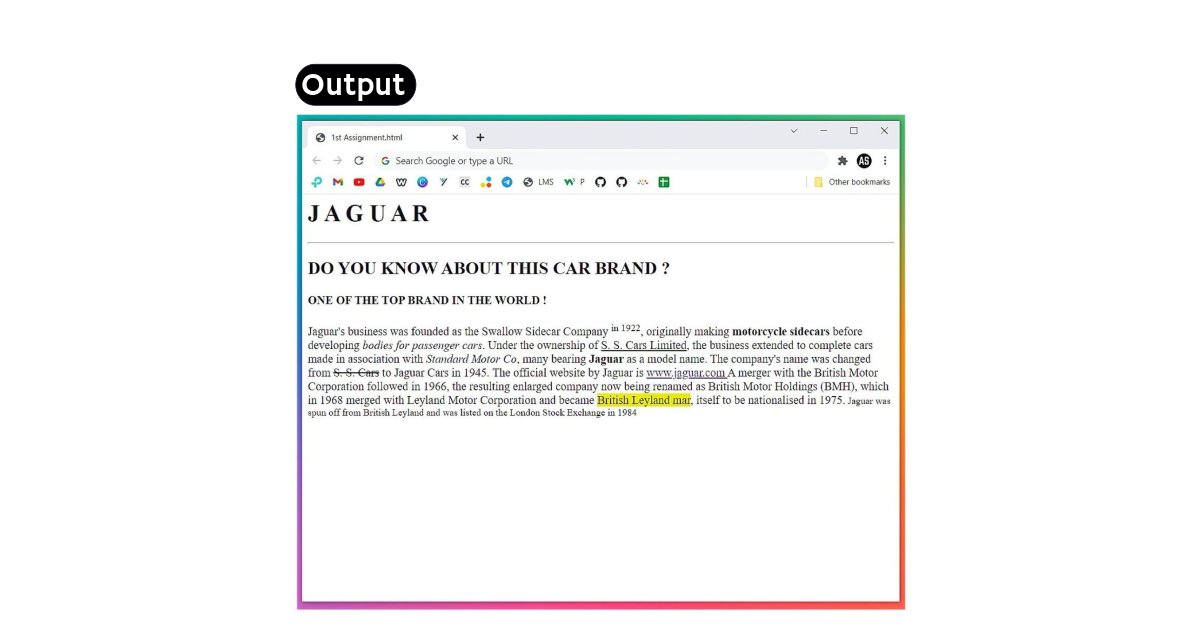 Output
1st Assignment.html
Search Google or type a URL
CC
LMS
P
AS
Other bookmarks
J A G U A R
DO YOU KNOW ABOUT THIS CAR BRAND ?
ONE OF THE TOP BRAND IN THE WORLD !
Jaguar's business was founded as the Swallow Sidecar Company in 1922, originally making motorcycle sidecars before
developing bodies for passenger cars. Under the ownership of S. S. Cars Limited, the business extended to complete cars
made in association with Standard Motor Co, many bearing Jaguar as a model name. The company's name was changed
from S. S. Cars to Jaguar Cars in 1945. The official website by Jaguar is www.jaguar.com A merger with the British Motor
Corporation followed in 1966, the resulting enlarged company now being renamed as British Motor Holdings (BMH), which
in 1968 merged with Leyland Motor Corporation and became British Leyland mar, itself to be nationalised in 1975. Jaguar was
spun off from British Leyland and was listed on the London Stock Exchange in 1984